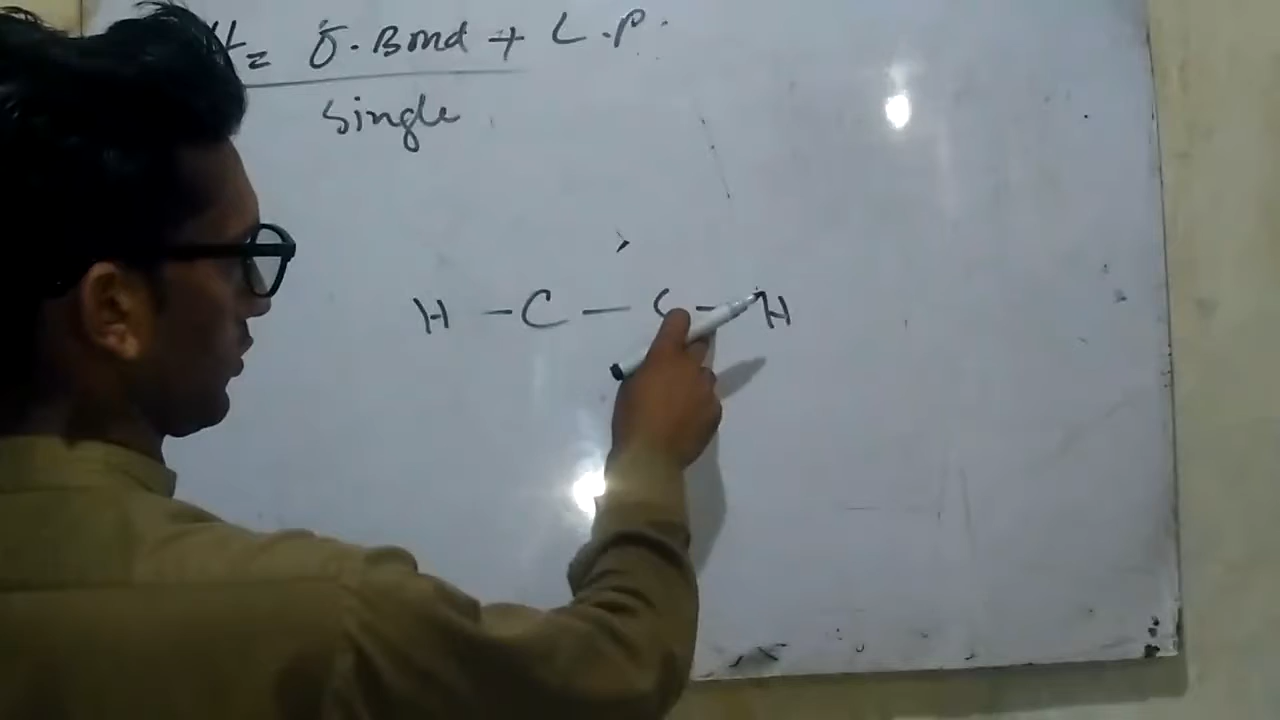 H = σ. Bond + L.P.
Single
H - C - C - H